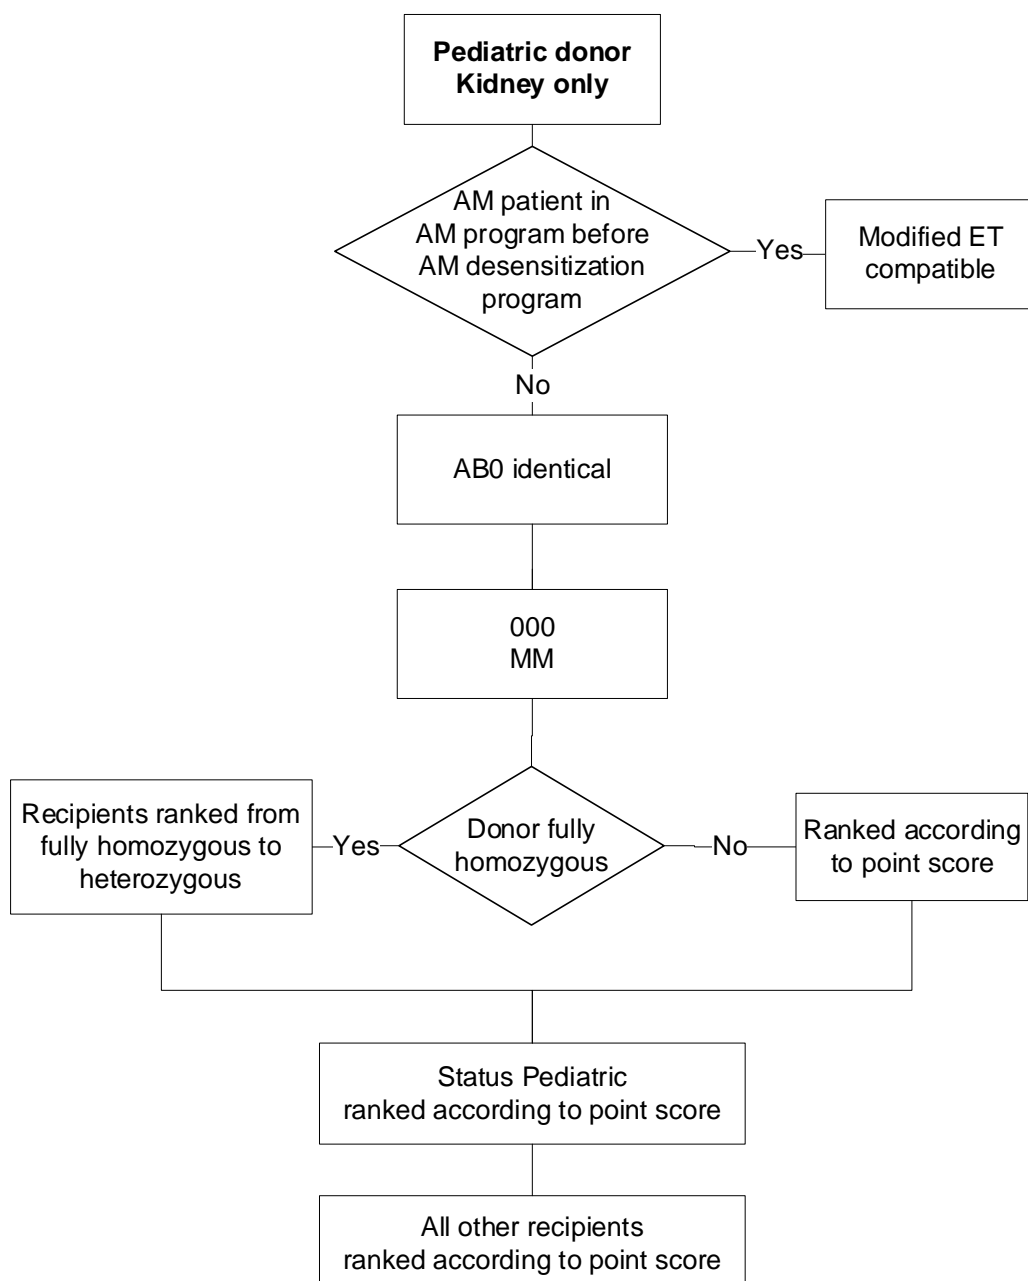 Pediatric donor
Kidney only
AM patient in
AM program before
AM desensitization
program
Yes
Modified ET
compatible
No
AB0 identical
000
MM
Recipients ranked from
fully homozygous to
heterozygous
Yes
Donor fully
homozygous
No
Ranked according
to point score
Status Pediatric
ranked according to point score
All other recipients
ranked according to point score